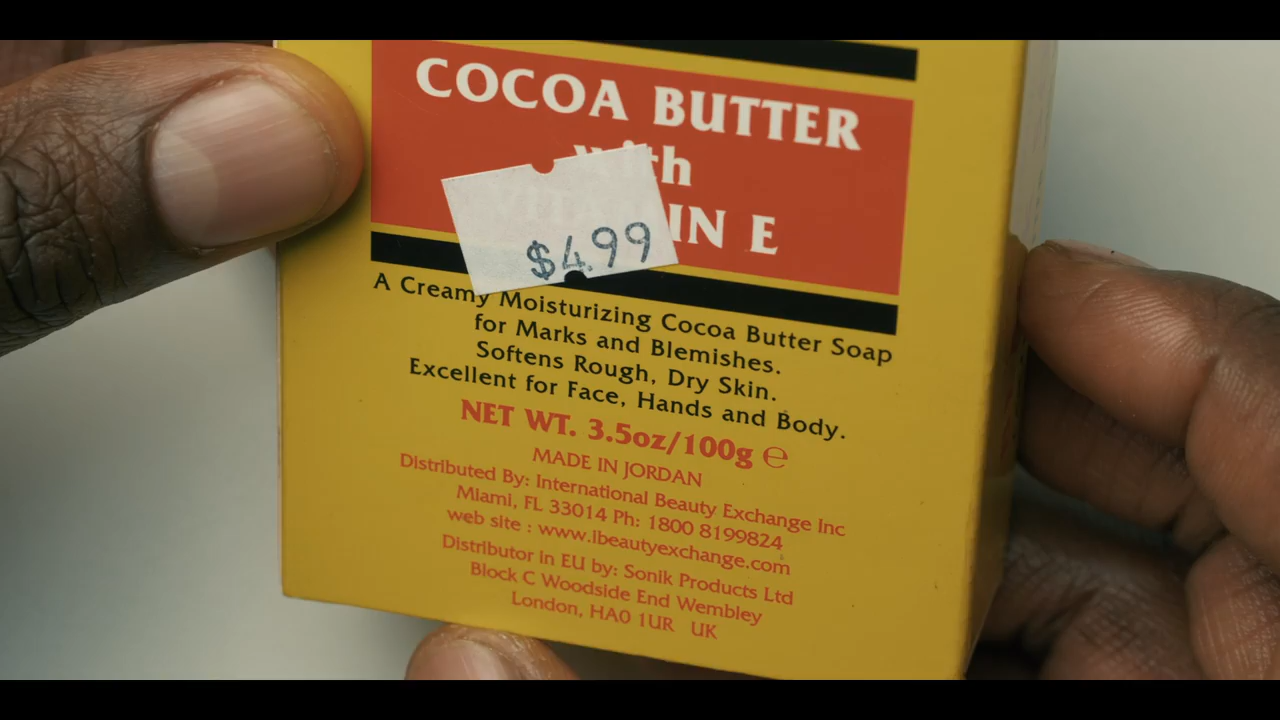 COCOA BUTTER
with
VITAMIN E
$4.99
A Creamy Moisturizing Cocoa Butter Soap
for Marks and Blemishes.
Softens Rough, Dry Skin.
Excellent for Face, Hands and Body.
NET WT. 3.5oz/100g ℮
MADE IN JORDAN
Distributed By: International Beauty Exchange Inc
Miami, FL 33014 Ph: 1800 8199824
web site : www.Ibeautyexchange.com
Distributor in EU by: Sonik Products Ltd
Block C Woodside End Wembley
London, HA0 1UR UK